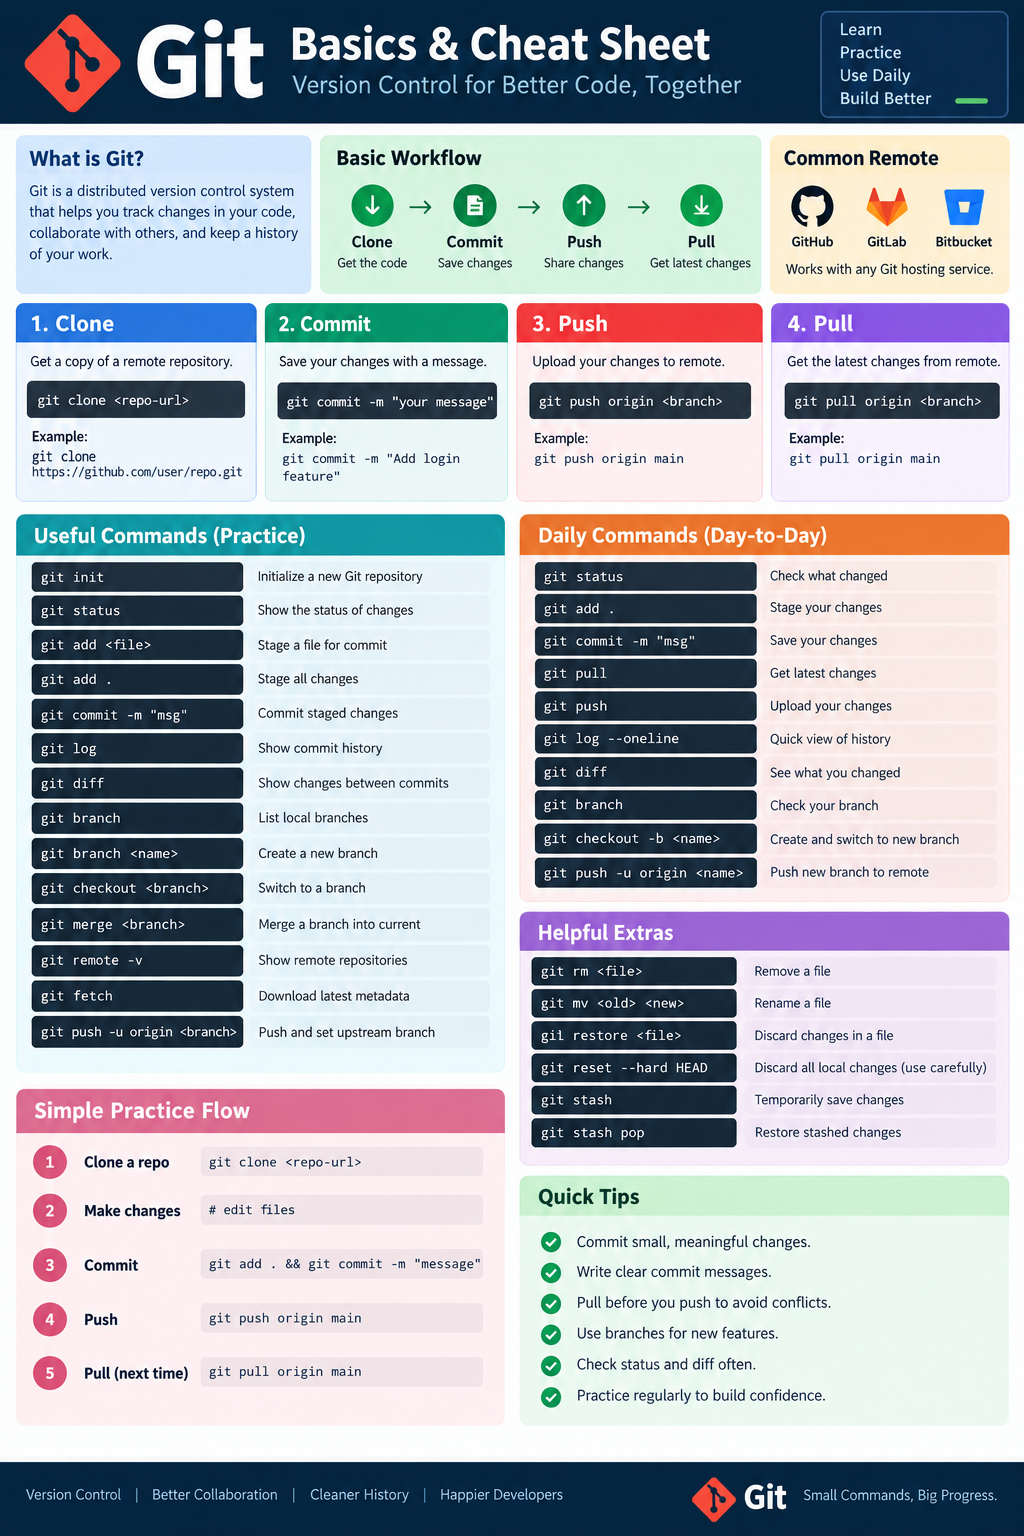 Git
Basics & Cheat Sheet
Version Control for Better Code, Together
Learn
Practice
Use Daily
Build Better
What is Git?
Git is a distributed version control system
that helps you track changes in your code,
collaborate with others, and keep a history
of your work.
Basic Workflow
Clone
Get the code
Commit
Save changes
Push
Share changes
Pull
Get latest changes
Common Remote
GitHub
GitLab
Bitbucket
Works with any Git hosting service.
1. Clone
Get a copy of a remote repository.
git clone <repo-url>
Example:
git clone
https://github.com/user/repo.git
2. Commit
Save your changes with a message.
git commit -m "your message"
Example:
git commit -m "Add login
feature"
3. Push
Upload your changes to remote.
git push origin <branch>
Example:
git push origin main
4. Pull
Get the latest changes from remote.
git pull origin <branch>
Example:
git pull origin main
Useful Commands (Practice)
git init Initialize a new Git repository
git status Show the status of changes
git add <file> Stage a file for commit
git add . Stage all changes
git commit -m "msg" Commit staged changes
git log Show commit history
git diff Show changes between commits
git branch List local branches
git branch <name> Create a new branch
git checkout <branch> Switch to a branch
git merge <branch> Merge a branch into current
git remote -v Show remote repositories
git fetch Download latest metadata
git push -u origin <branch> Push and set upstream branch
Daily Commands (Day-to-Day)
git status Check what changed
git add . Stage your changes
git commit -m "msg" Save your changes
git pull Get latest changes
git push Upload your changes
git log --oneline Quick view of history
git diff See what you changed
git branch Check your branch
git checkout -b <name> Create and switch to new branch
git push -u origin <name> Push new branch to remote
Helpful Extras
git rm <file> Remove a file
git mv <old> <new> Rename a file
gil restore <file> Discard changes in a file
git reset --hard HEAD Discard all local changes (use carefully)
git stash Temporarily save changes
git stash pop Restore stashed changes
Simple Practice Flow
1 Clone a repo git clone <repo-url>
2 Make changes # edit files
3 Commit git add . && git commit -m "message"
4 Push git push origin main
5 Pull (next time) git pull origin main
Quick Tips
Commit small, meaningful changes.
Write clear commit messages.
Pull before you push to avoid conflicts.
Use branches for new features.
Check status and diff often.
Practice regularly to build confidence.
Version Control | Better Collaboration | Cleaner History | Happier Developers
Git Small Commands, Big Progress.